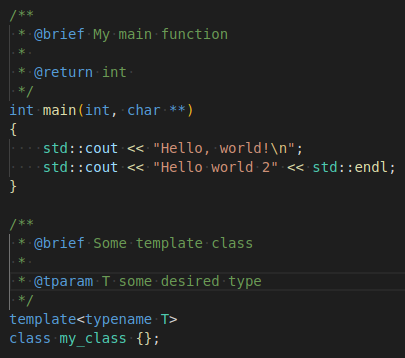 /**
 * @brief My main function
 *
 * @return int
 */
int main(int, char **)
{
    std::cout << "Hello, world!\n";
    std::cout << "Hello world 2" << std::endl;
}

/**
 * @brief Some template class
 *
 * @tparam T some desired type
 */
template<typename T>
class my_class {};